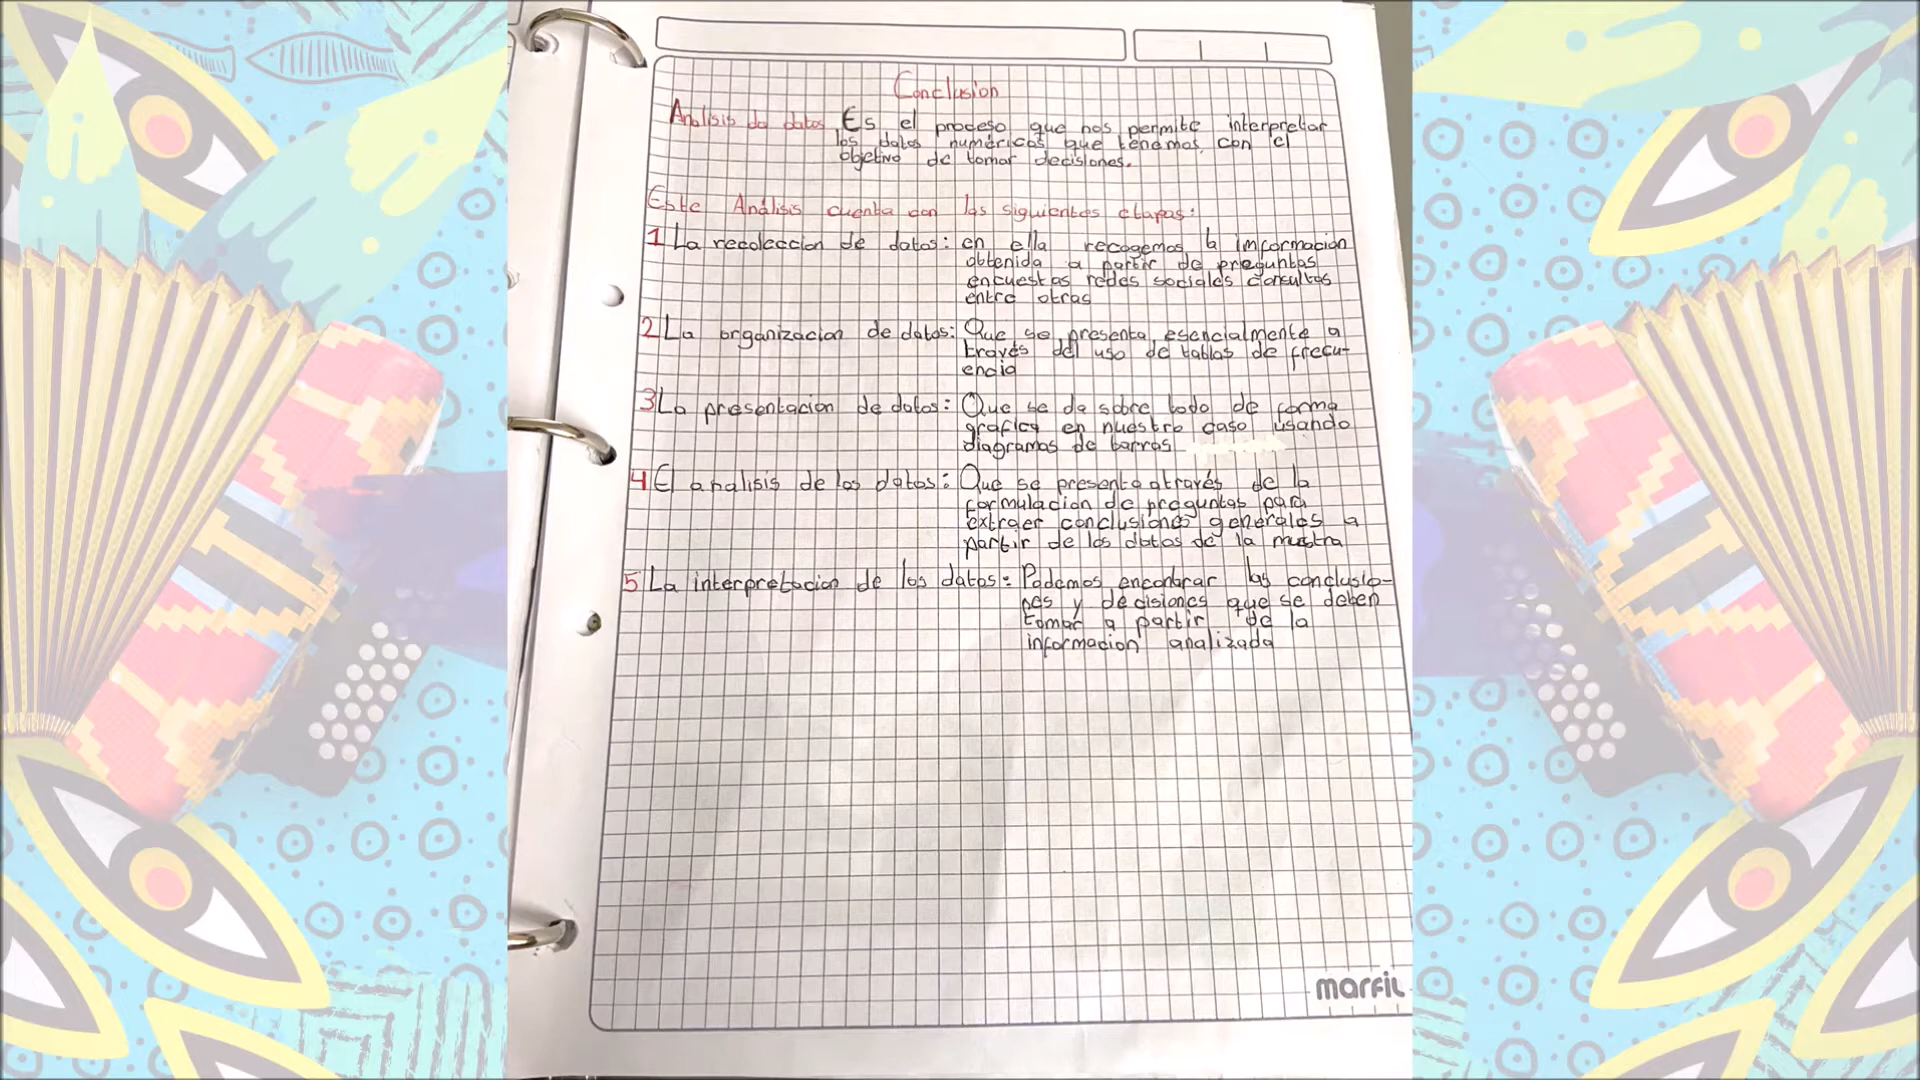 Conclusion
Analisis de datos Es el proceso que nos permite interpretar
los datos numéricos que tenemos, con el
objetivo de tomar decisiones.
Este Análisis cuenta con las siguientes etapas:
1 La recoleccion de datos: en ella recogemos la imformacion
obtenida a partir de preguntas
encuestas redes sociales consultas
entre otras
2 La organizacion de datos: Que se presenta esencialmente a
través del uso de tablas de frecu-
encia
3 La presentacion de datos: Que se da sobre todo de forma
grafica en nuestro caso usando
diagramas de barras
4 El analisis de los datos: Que se presenta através de la
formulacion de preguntas para
extraer conclusiones generales a
partir de los datos de la mustra
5 La interpretacion de los datos: Podemos encontrar las conclusio-
nes y decisiones que se deben
tomar a partir de la
informacion analizada
marfil